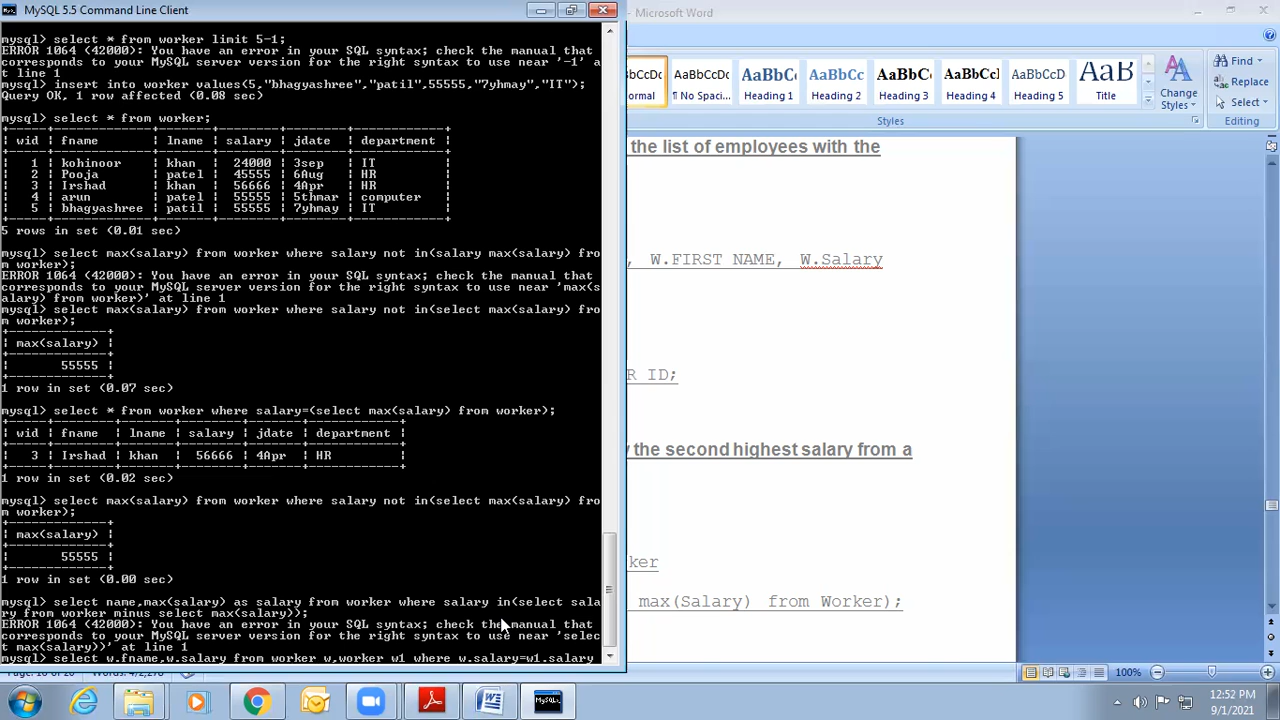 MySQL 5.5 Command Line Client
mysql> select * from worker limit 5-1;
ERROR 1064 (42000): You have an error in your SQL syntax; check the manual that
corresponds to your MySQL server version for the right syntax to use near '-1' a
t line 1
mysql> insert into worker values(5,"bhagyashree","patil",55555,"7yhmay","IT");
Query OK, 1 row affected (0.08 sec)
mysql> select * from worker;
| wid | fname | lname | salary | jdate | department |
| 1 | kohinoor | khan | 24000 | 3sep | IT |
| 2 | Pooja | patel | 45555 | 6Aug | HR |
| 3 | Irshad | khan | 56666 | 4Apr | HR |
| 4 | arun | patel | 55555 | 5thmar | computer |
| 5 | bhagyashree | patil | 55555 | 7yhmay | IT |
5 rows in set (0.01 sec)
mysql> select max(salary) from worker where salary not in(salary max(salary) fro
m worker);
ERROR 1064 (42000): You have an error in your SQL syntax; check the manual that
corresponds to your MySQL server version for the right syntax to use near 'max(s
alary) from worker)' at line 1
mysql> select max(salary) from worker where salary not in(select max(salary) fro
m worker);
| max(salary) |
| 55555 |
1 row in set (0.07 sec)
mysql> select * from worker where salary=(select max(salary) from worker);
| wid | fname | lname | salary | jdate | department |
| 3 | Irshad | khan | 56666 | 4Apr | HR |
1 row in set (0.02 sec)
mysql> select max(salary) from worker where salary not in(select max(salary) fro
m worker);
| max(salary) |
| 55555 |
1 row in set (0.00 sec)
mysql> select name,max(salary) as salary from worker where salary in(select sala
ry from worker minus select max(salary));
ERROR 1064 (42000): You have an error in your SQL syntax; check the manual that
corresponds to your MySQL server version for the right syntax to use near 'selec
t max(salary))' at line 1
mysql> select w.fname,w.salary from worker w,worker w1 where w.salary=w1.salary
- Microsoft Word
AaBbCcDc AaBbCc AaBbCc AaBbCc AaBbCcDc AaB
ormal ¶ No Spaci... Heading 1 Heading 2 Heading 3 Heading 4 Heading 5 Title
Change Styles
Find
Replace
Select
Styles
Editing
the list of employees with the
, W.FIRST NAME, W.Salary
R ID;
y the second highest salary from a
ker
max(Salary) from Worker);
100%
12:52 PM
9/1/2021